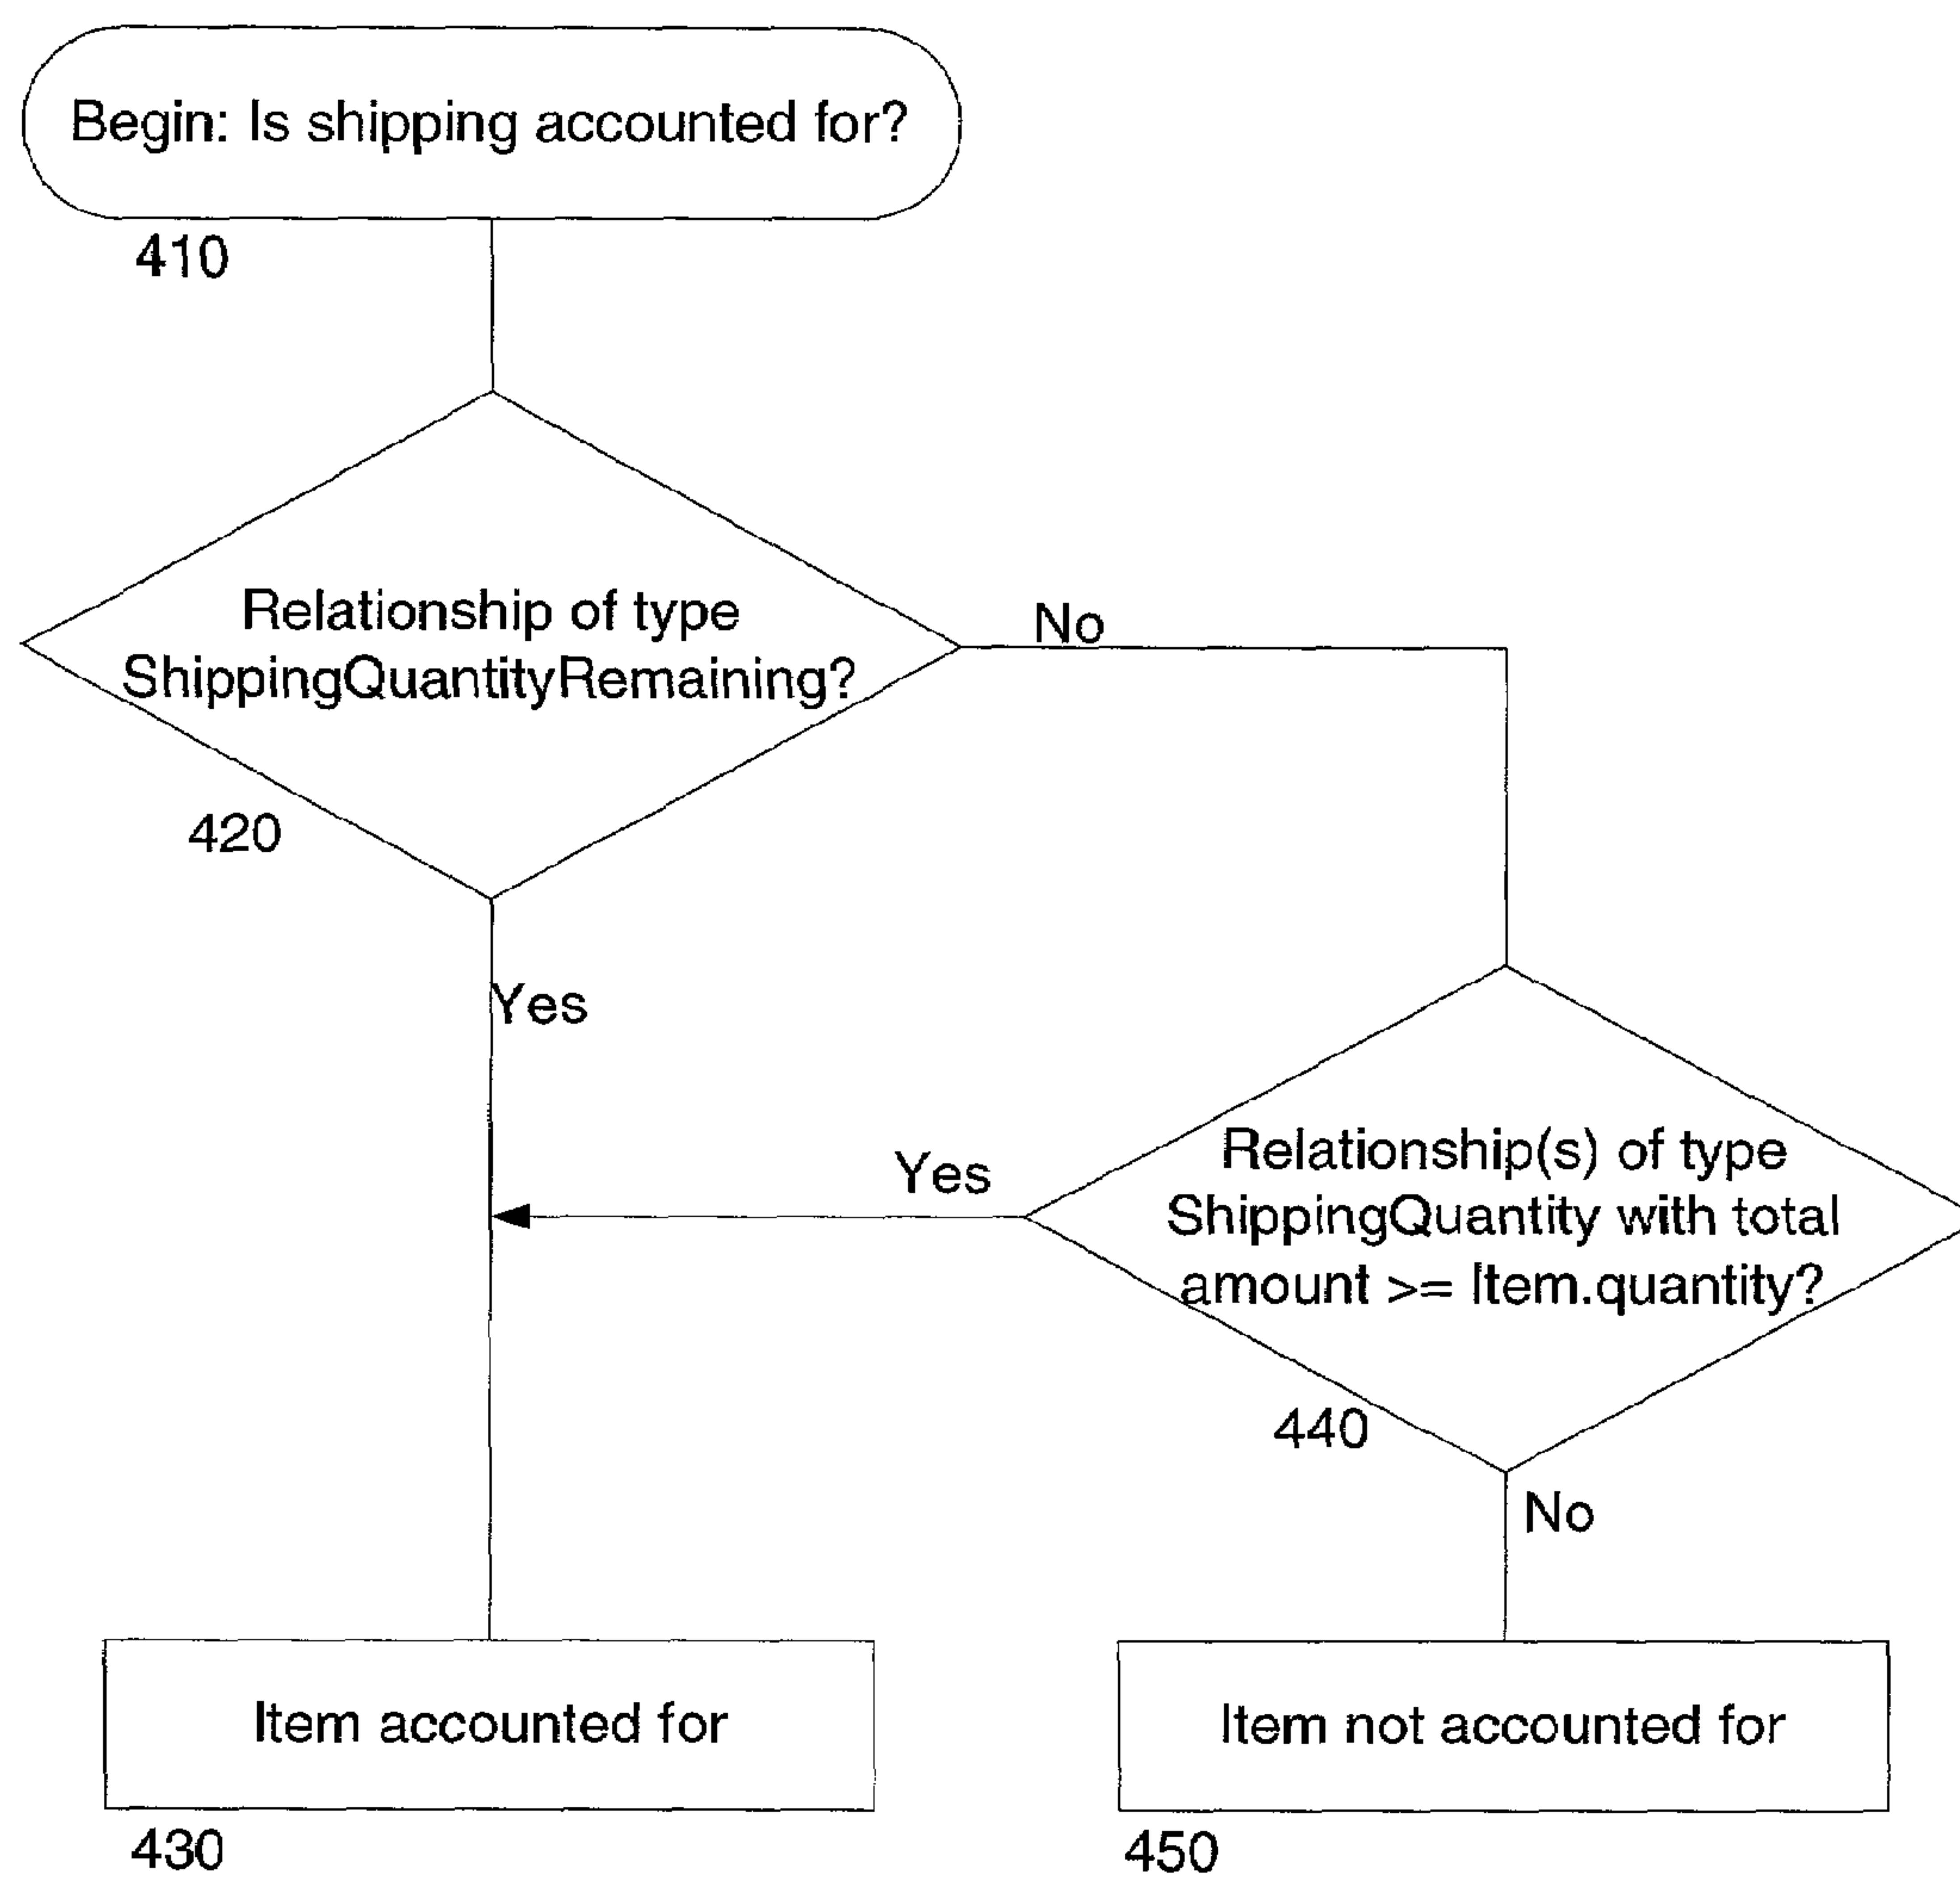 Begin: Is shipping accounted for?
410
Relationship of type
ShippingQuantityRemaining?
No
420
Yes
Yes
Relationship(s) of type
ShippingQuantity with total
amount >= Item.quantity?
440
No
Item accounted for
Item not accounted for
430
450